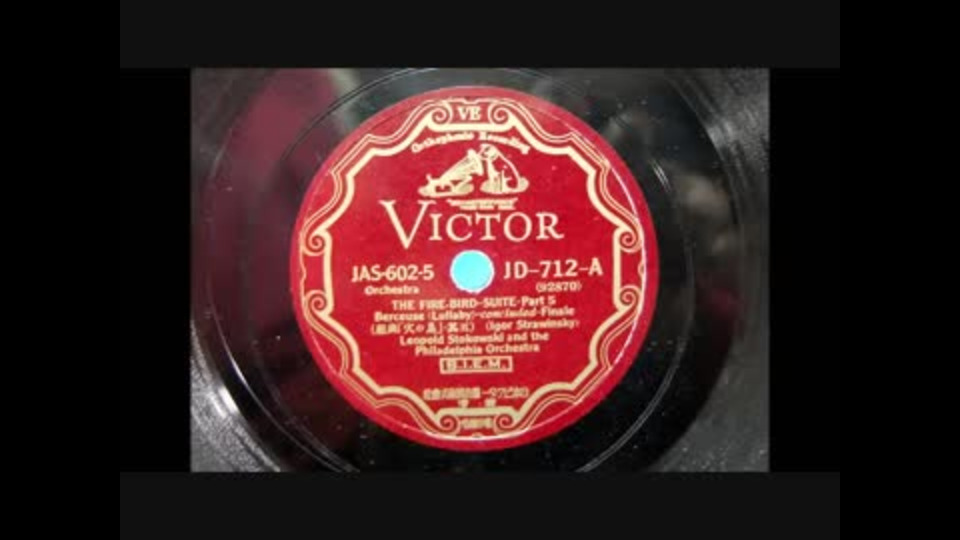 VE
Orthophonic Recording
VICTOR
JAS-602-5
JD-712-A
Orchestra
(92870)
THE FIRE-BIRD-SUITE-Part 5
Berceuse (Lullaby)-concluded-Finale
(Igor Strawinsky)
Leopold Stokowski and the
Philadelphia Orchestra